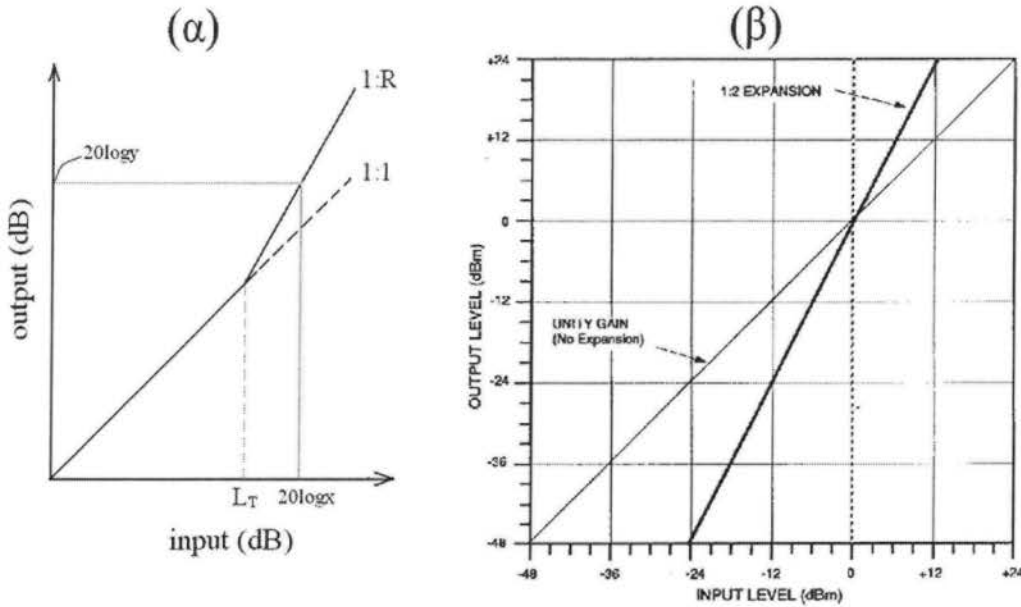 (α)
1:R
20logy
1:1
output (dB)
L_T
20logx
input (dB)
(β)
+24
+12
0
-12
-24
-36
-48
1:2 EXPANSION
UNITY GAIN
(No Expansion)
OUTPUT LEVEL (dBm)
-48 -36 -24 -12 0 +12 +24
INPUT LEVEL (dBm)